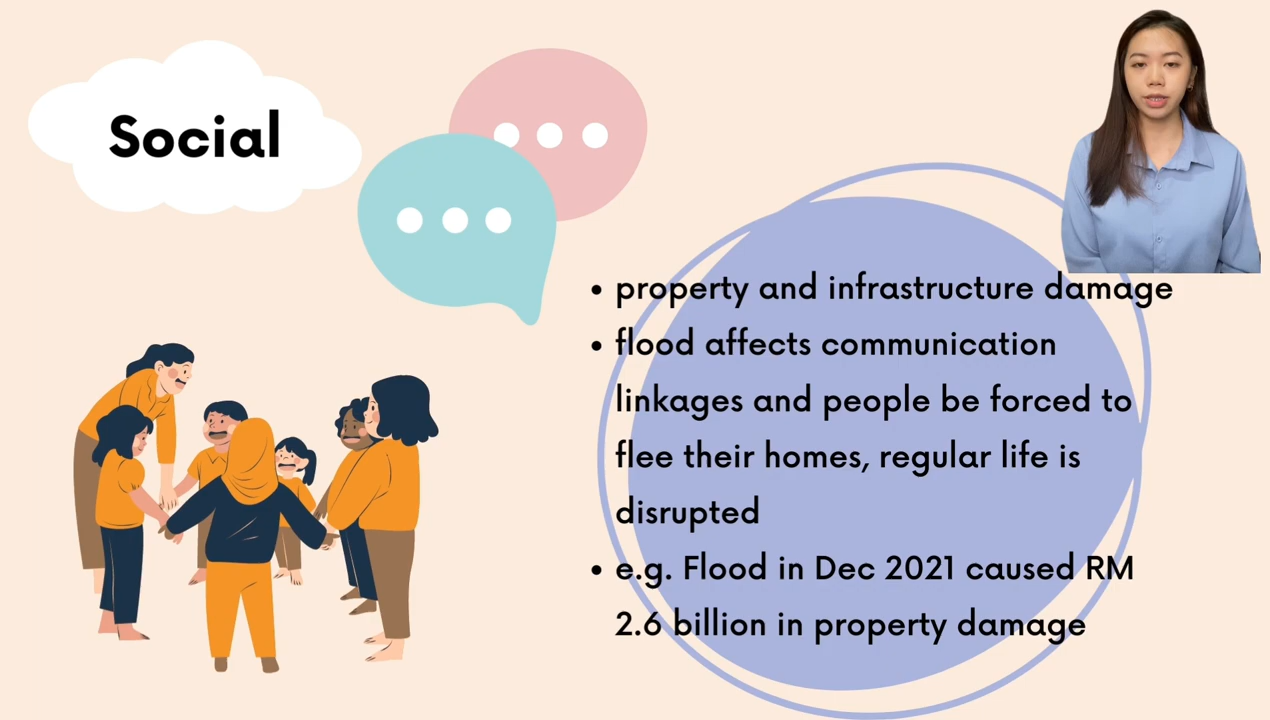 Social
• property and infrastructure damage
• flood affects communication
linkages and people be forced to
flee their homes, regular life is
disrupted
• e.g. Flood in Dec 2021 caused RM
2.6 billion in property damage